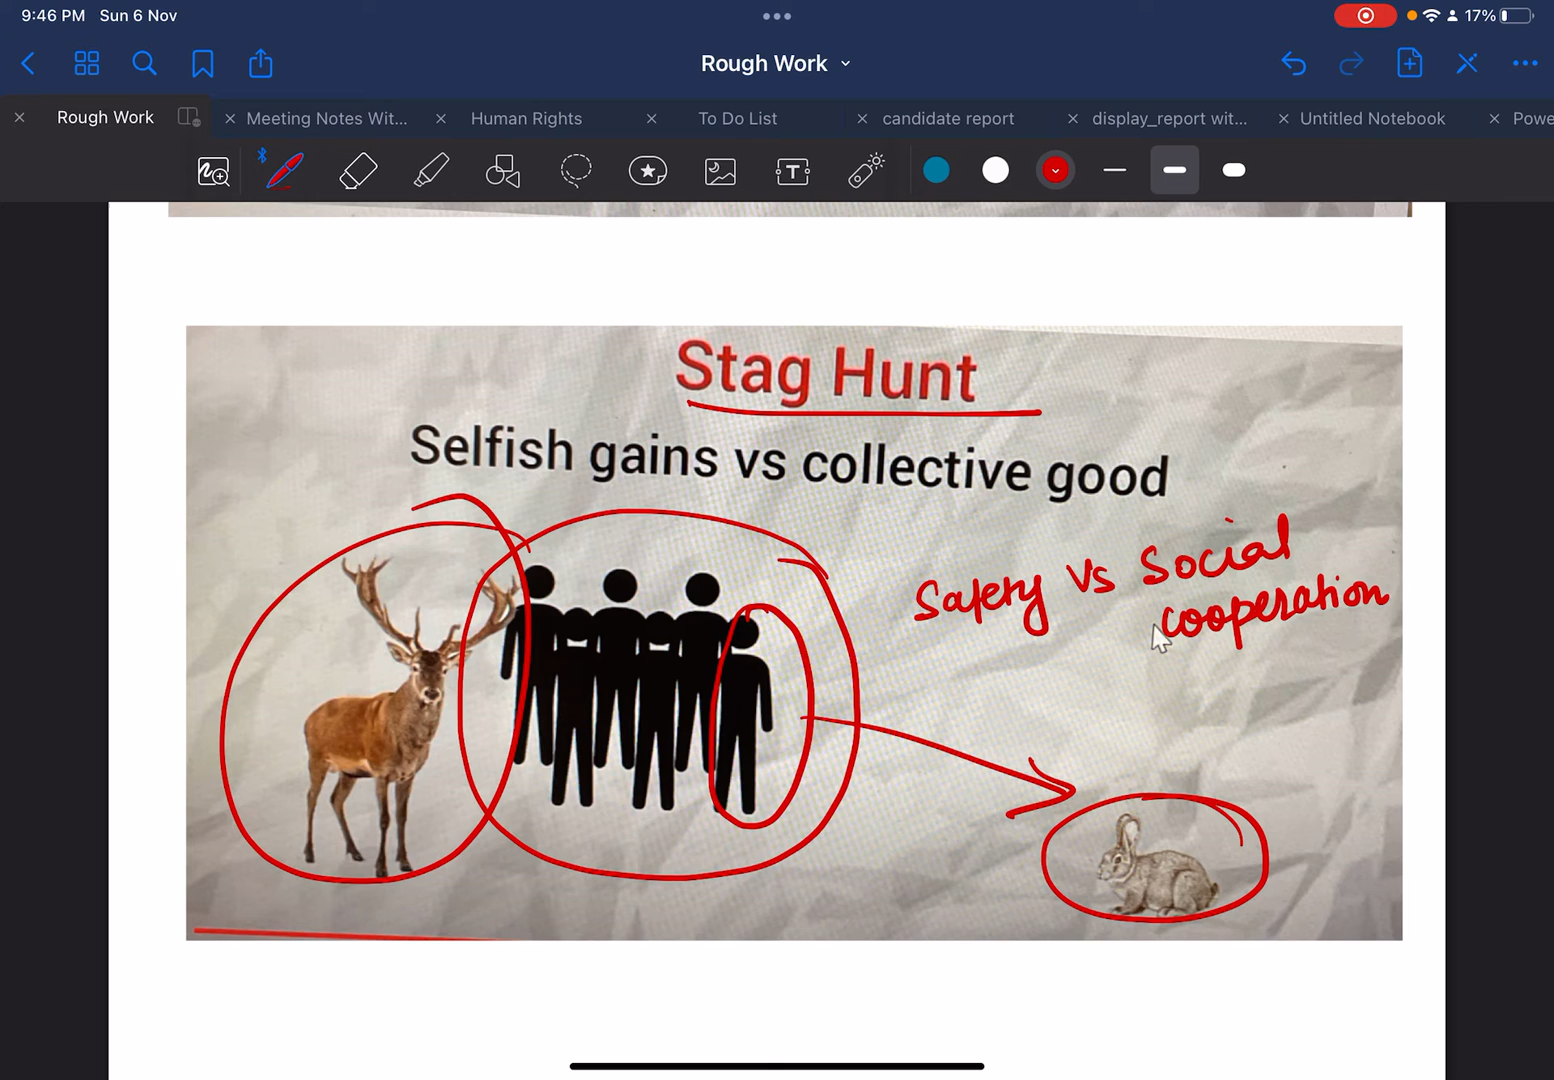 9:46 PM Sun 6 Nov
17%
Rough Work
Rough Work
Meeting Notes Wit...
Human Rights
To Do List
candidate report
display_report wit...
Untitled Notebook
Powe
T
Stag Hunt
Selfish gains vs collective good
Safety vs Social
cooperation